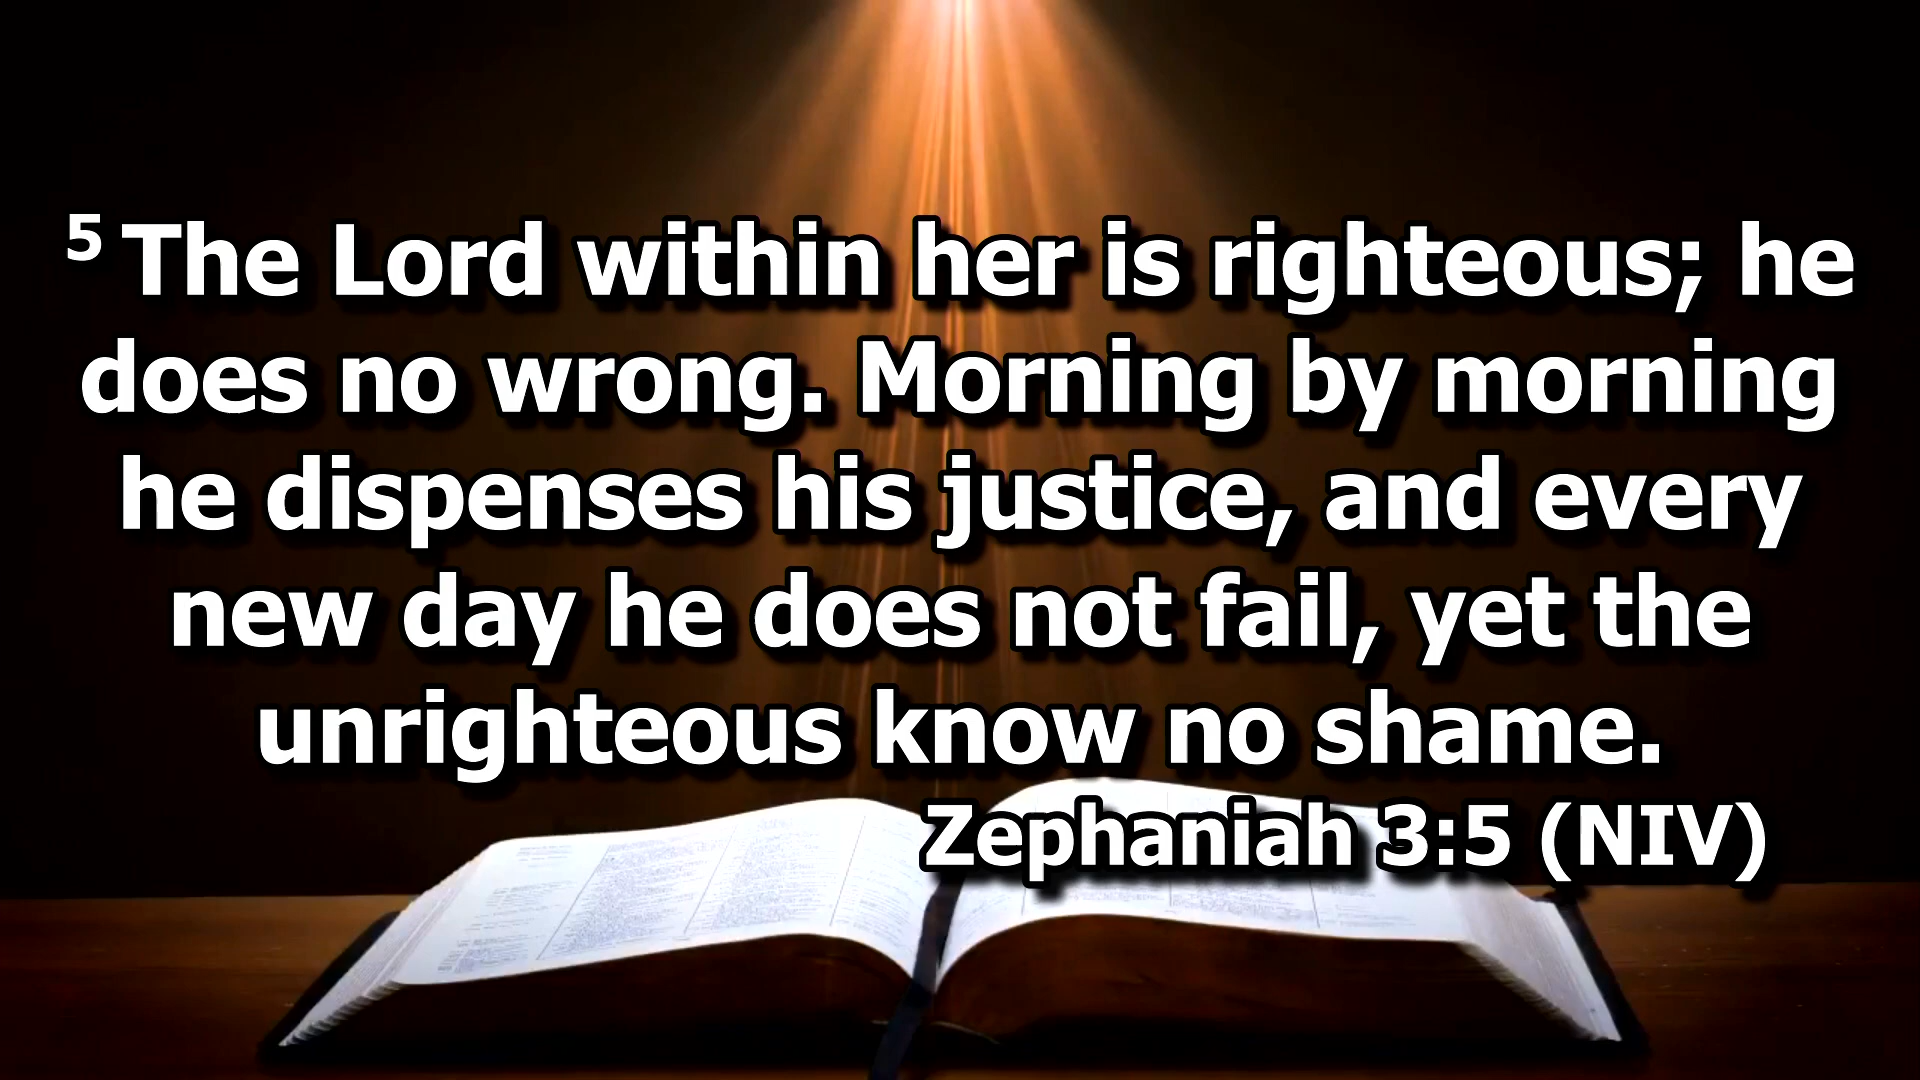 5 The Lord within her is righteous; he
does no wrong. Morning by morning
he dispenses his justice, and every
new day he does not fail, yet the
unrighteous know no shame.
Zephaniah 3:5 (NIV)